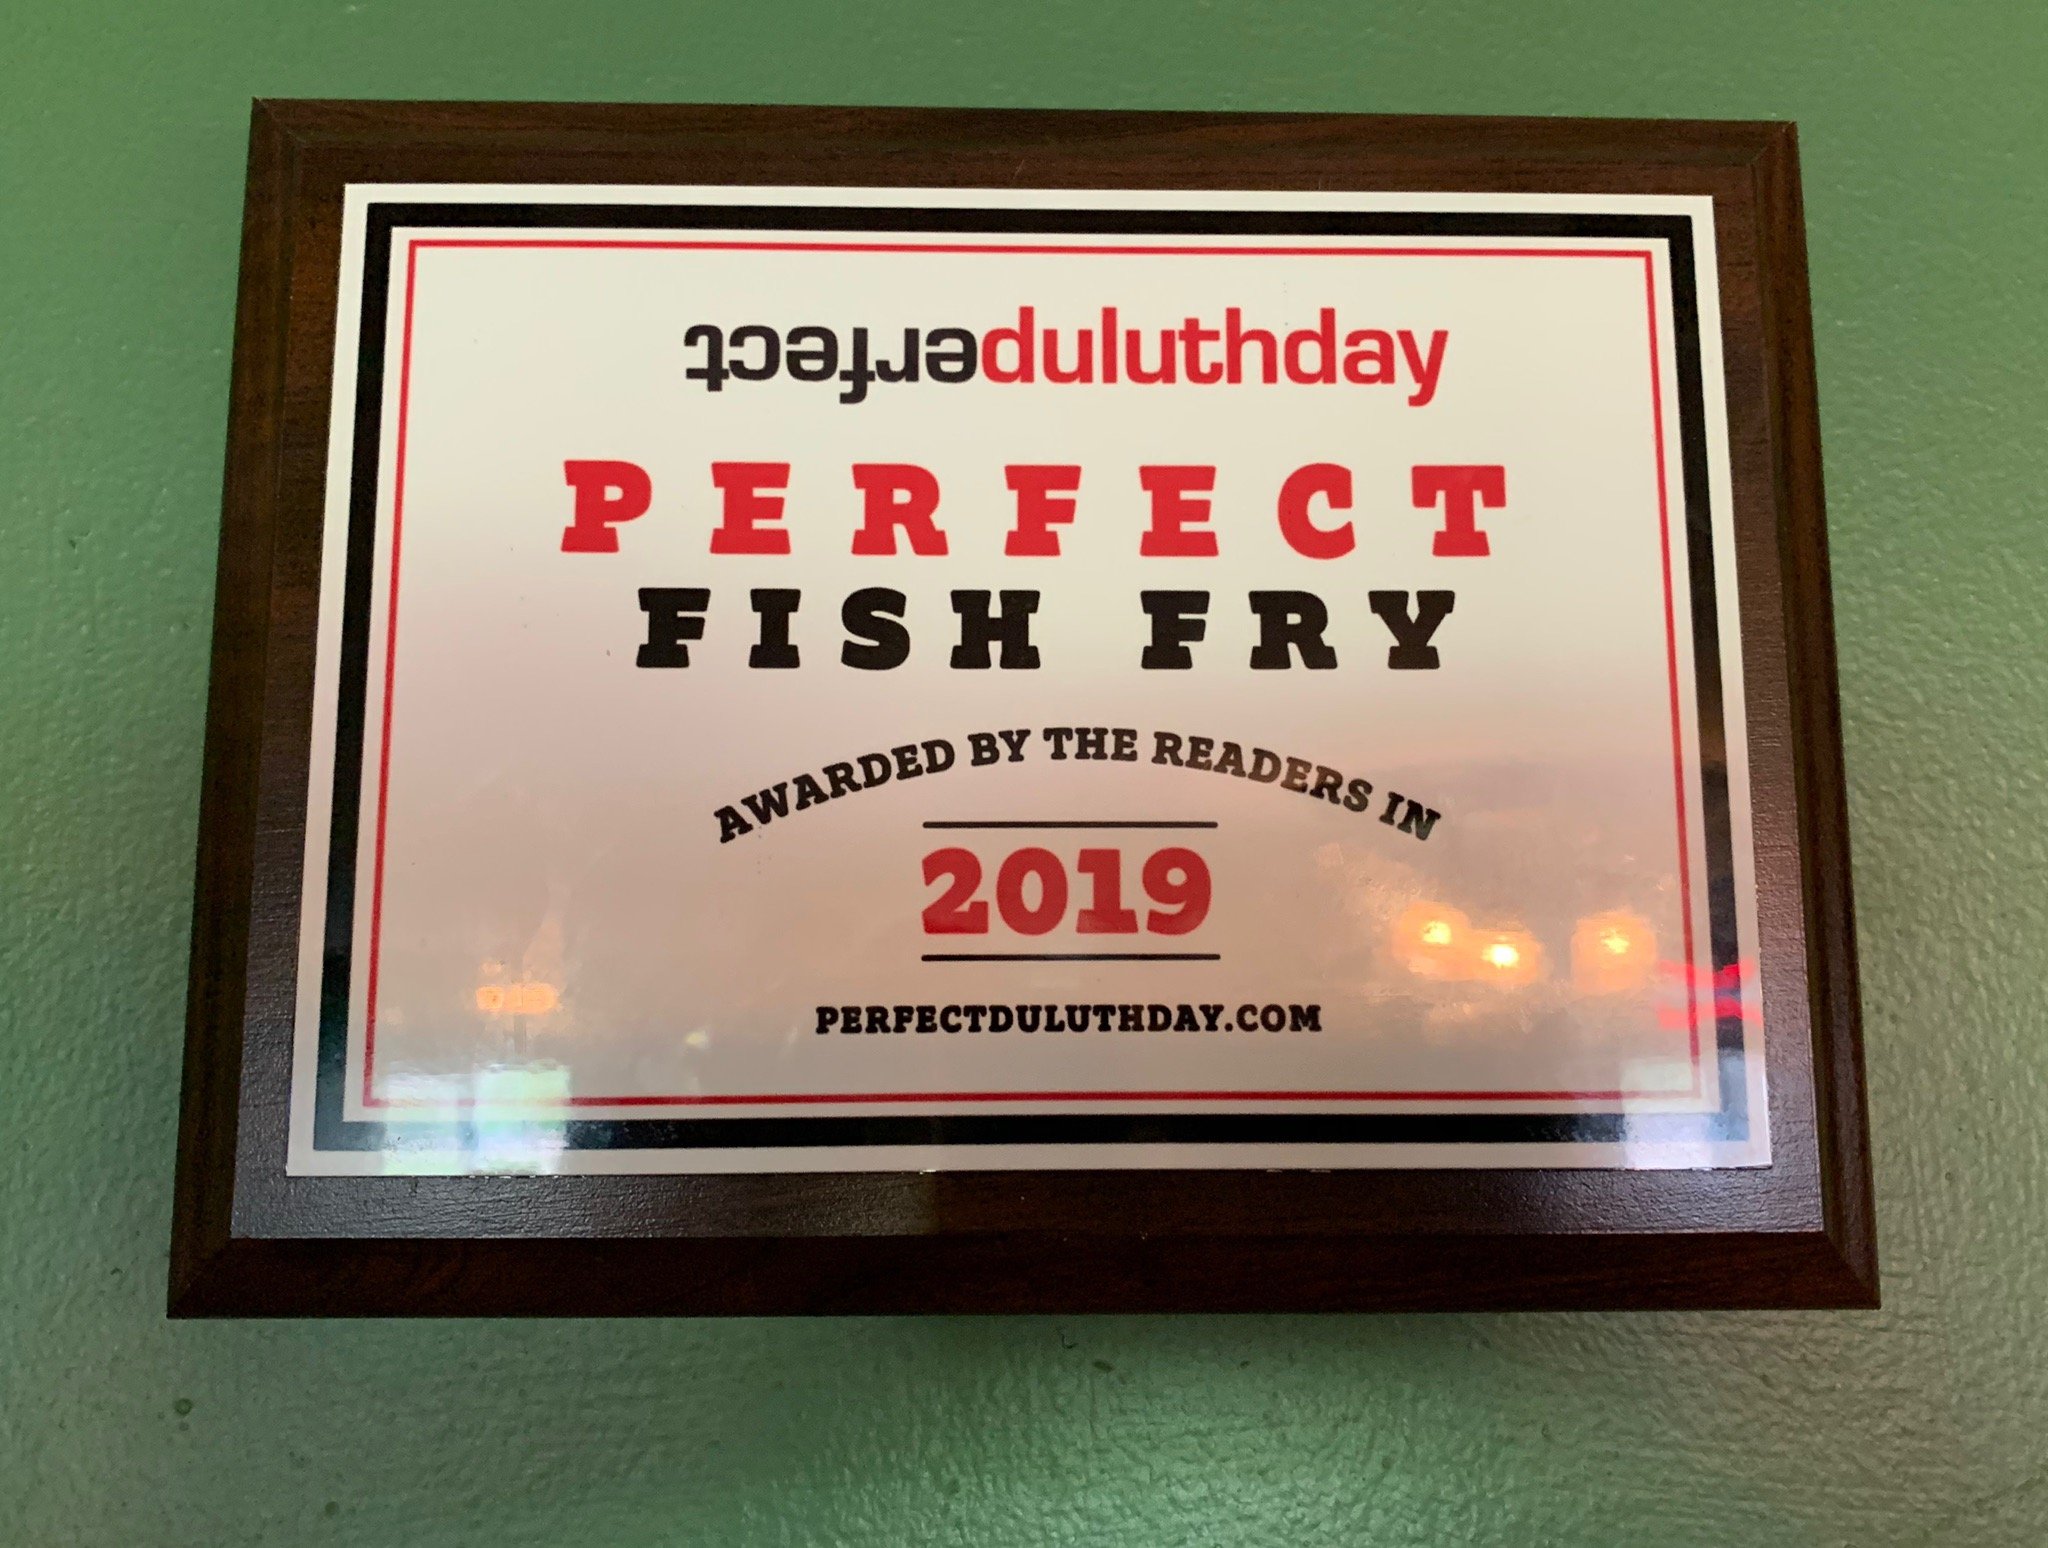 perfectduluthday
PERFECT
FISH FRY
AWARDED BY THE READERS IN
2019
PERFECTDULUTHDAY.COM